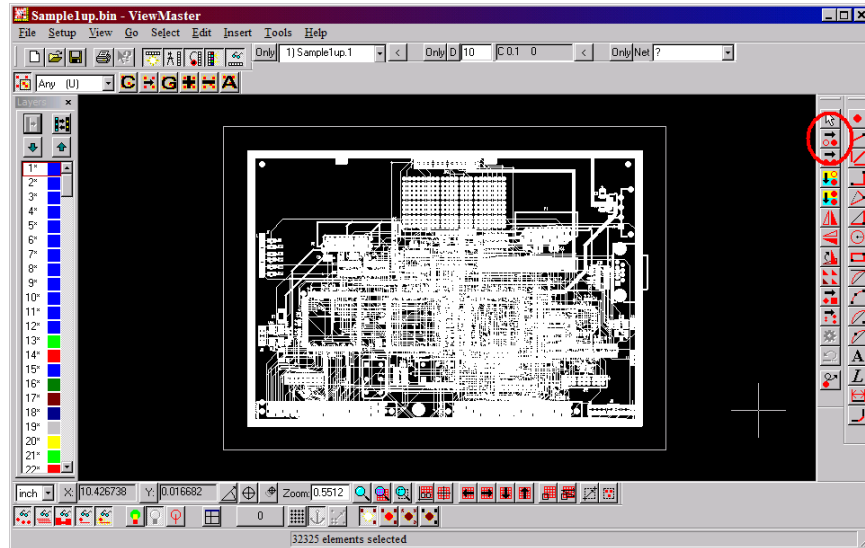 Sample1up.bin - ViewMaster
File Setup View Go Select Edit Insert Tools Help
Only 1) Sample1up.1 < Only D 10 C 0.1 0 < Only Net ?
Any (U) C G A
Layers ×
1*
2*
3*
4*
5*
6*
7*
8*
9*
10*
11*
12*
13*
14*
15*
16*
17*
18*
19*
20*
21*
22*
A
L
inch X: 10.426738 Y: 0.016682 Zoom: 0.5512
0
32325 elements selected